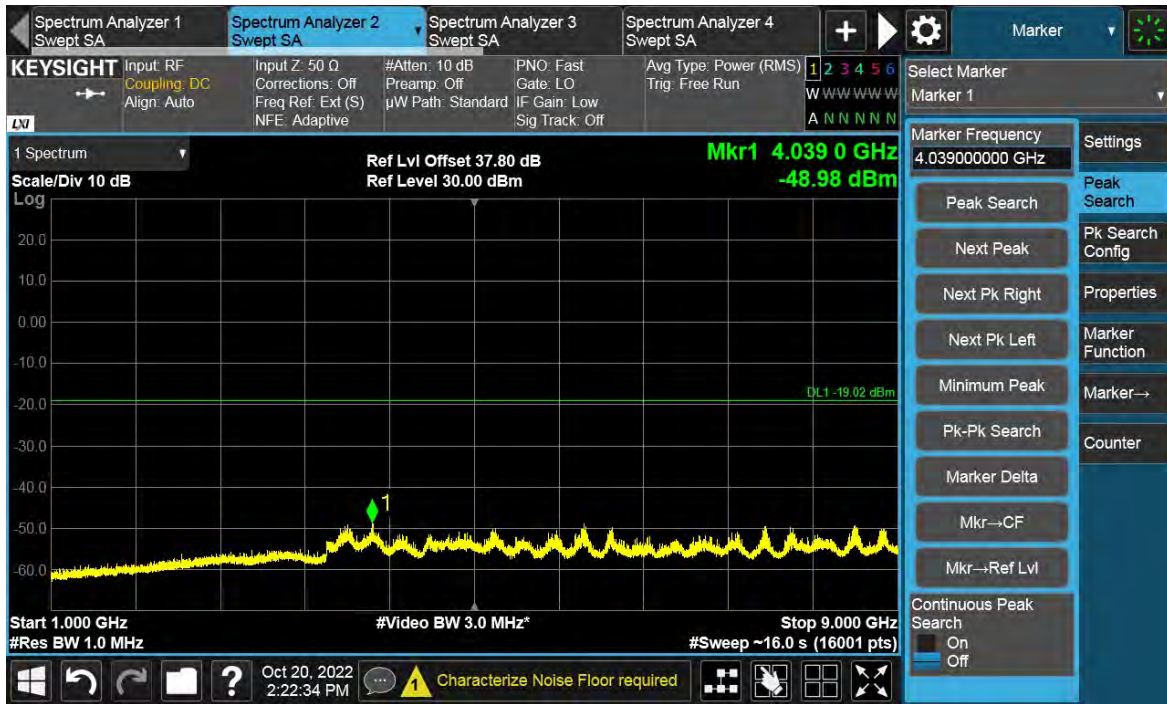 Spectrum Analyzer 1
Swept SA
Spectrum Analyzer 2
Swept SA
Spectrum Analyzer 3
Swept SA
Spectrum Analyzer 4
Swept SA
+
Marker
KEYSIGHT
LXI
Input: RF
Coupling: DC
Align: Auto
Input Z: 50 Ω
Corrections: Off
Freq Ref: Ext (S)
NFE: Adaptive
#Atten: 10 dB
Preamp: Off
µW Path: Standard
PNO: Fast
Gate: LO
IF Gain: Low
Sig Track: Off
Avg Type: Power (RMS)
Trig: Free Run
1 2 3 4 5 6
W W W W W W
A N N N N N
Select Marker
Marker 1
1 Spectrum
Scale/Div 10 dB
Log
Ref Lvl Offset 37.80 dB
Ref Level 30.00 dBm
Mkr1 4.039 0 GHz
-48.98 dBm
20.0
10.0
0.00
-10.0
-20.0
-30.0
-40.0
-50.0
-60.0
DL1 -19.02 dBm
1
Start 1.000 GHz
#Res BW 1.0 MHz
#Video BW 3.0 MHz*
Stop 9.000 GHz
#Sweep ~16.0 s (16001 pts)
Marker Frequency
4.039000000 GHz
Peak Search
Next Peak
Next Pk Right
Next Pk Left
Minimum Peak
Pk-Pk Search
Marker Delta
Mkr→CF
Mkr→Ref Lvl
Continuous Peak
Search
On
Off
Settings
Peak
Search
Pk Search
Config
Properties
Marker
Function
Marker→
Counter
?
Oct 20, 2022
2:22:34 PM
1
Characterize Noise Floor required